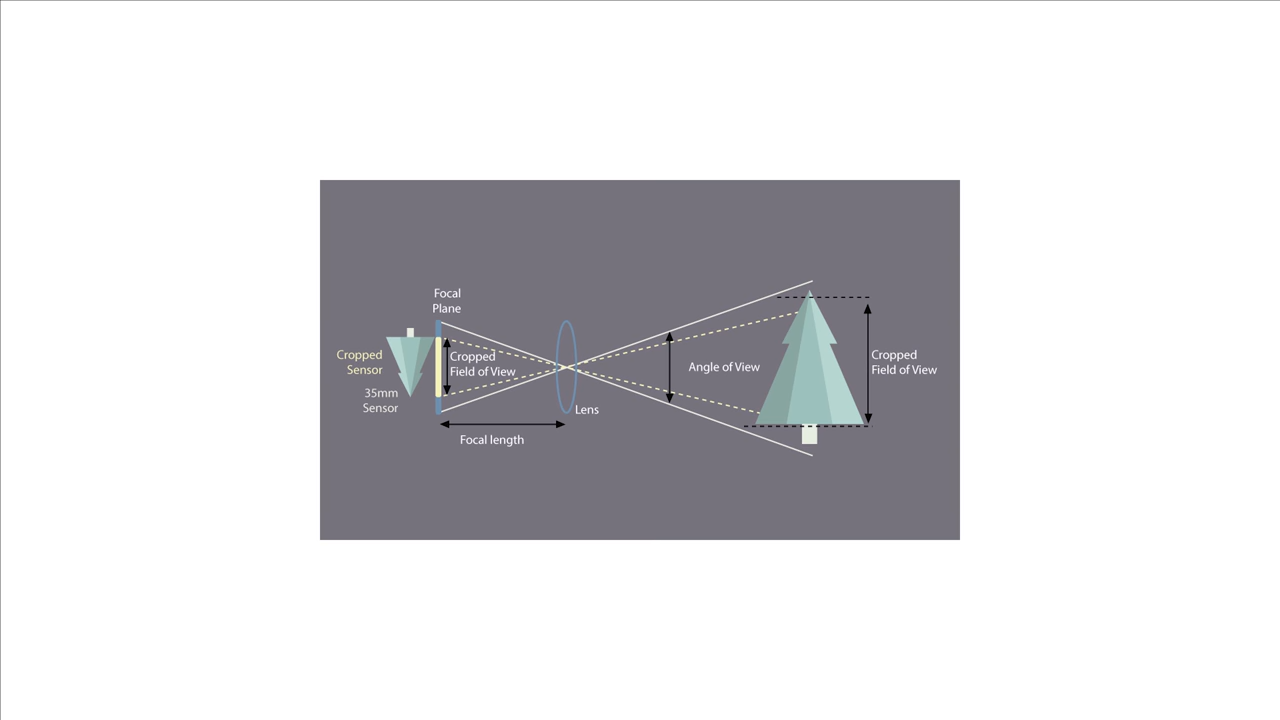 Focal
Plane
Cropped
Sensor
35mm
Sensor
Cropped
Field of View
Focal length
Lens
Angle of View
Cropped
Field of View